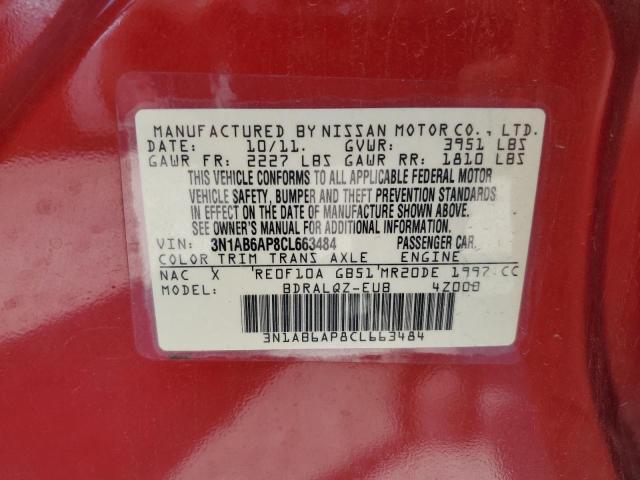 MANUFACTURED BY NISSAN MOTOR CO., LTD.
DATE: 10/11. GVWR: 3951 LBS
GAWR FR: 2227 LBS GAWR RR: 1810 LBS
THIS VEHICLE CONFORMS TO ALL APPLICABLE FEDERAL MOTOR
VEHICLE SAFETY, BUMPER AND THEFT PREVENTION STANDARDS
IN EFFECT ON THE DATE OF MANUFACTURE SHOWN ABOVE.
SEE OWNER'S MANUAL FOR ADDITIONAL INFORMATION.
VIN: 3N1AB6AP8CL663484 PASSENGER CAR
COLOR TRIM TRANS AXLE ENGINE
NAC X RE0F10A GB51 MR20DE 1997 CC
MODEL: BDRALQZ-EUB 4Z000
3N1AB6AP8CL663484